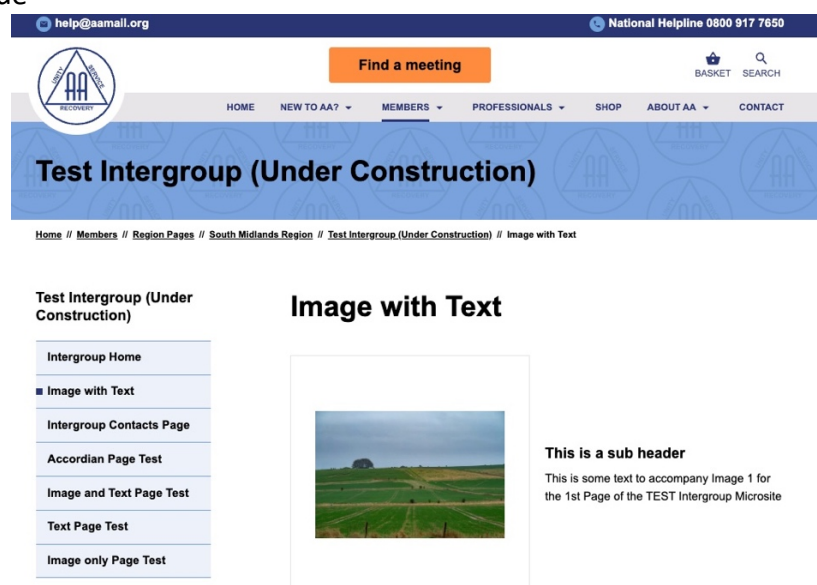 help@aamail.org
National Helpline 0800 917 7650
UNITY
SERVICE
AA
RECOVERY
Find a meeting
BASKET
SEARCH
HOME
NEW TO AA?
MEMBERS
PROFESSIONALS
SHOP
ABOUT AA
CONTACT
Test Intergroup (Under Construction)
Home // Members // Region Pages // South Midlands Region // Test Intergroup (Under Construction) // Image with Text
Test Intergroup (Under
Construction)
Intergroup Home
Image with Text
Intergroup Contacts Page
Accordian Page Test
Image and Text Page Test
Text Page Test
Image only Page Test
Image with Text
This is a sub header
This is some text to accompany Image 1 for
the 1st Page of the TEST Intergroup Microsite